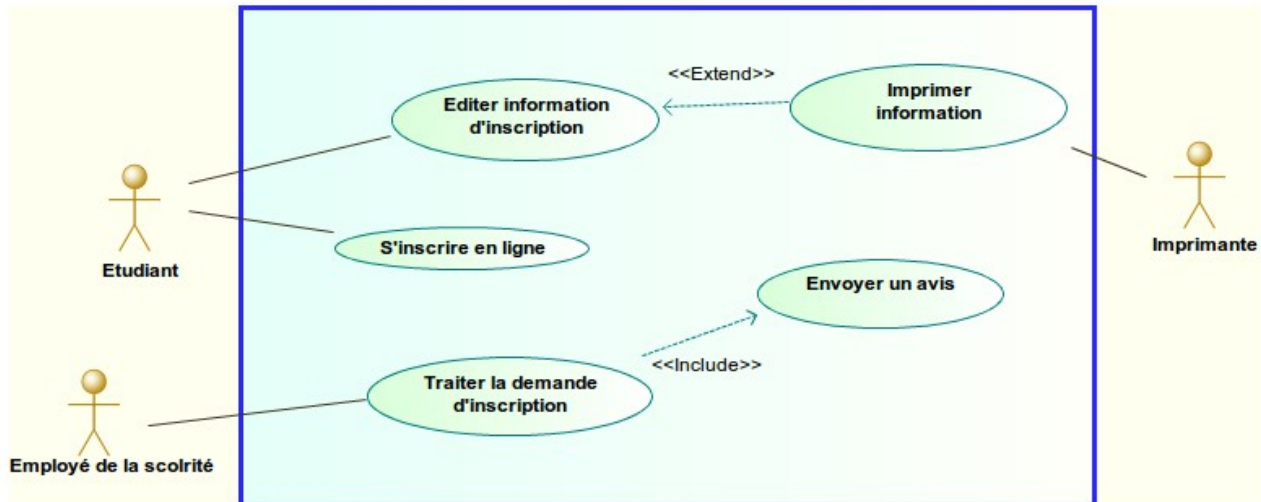 <<Extend>>
Editer information
d'inscription
Imprimer
information
Etudiant
S'inscrire en ligne
Imprimante
Envoyer un avis
<<Include>>
Traiter la demande
d'inscription
Employé de la scolrité